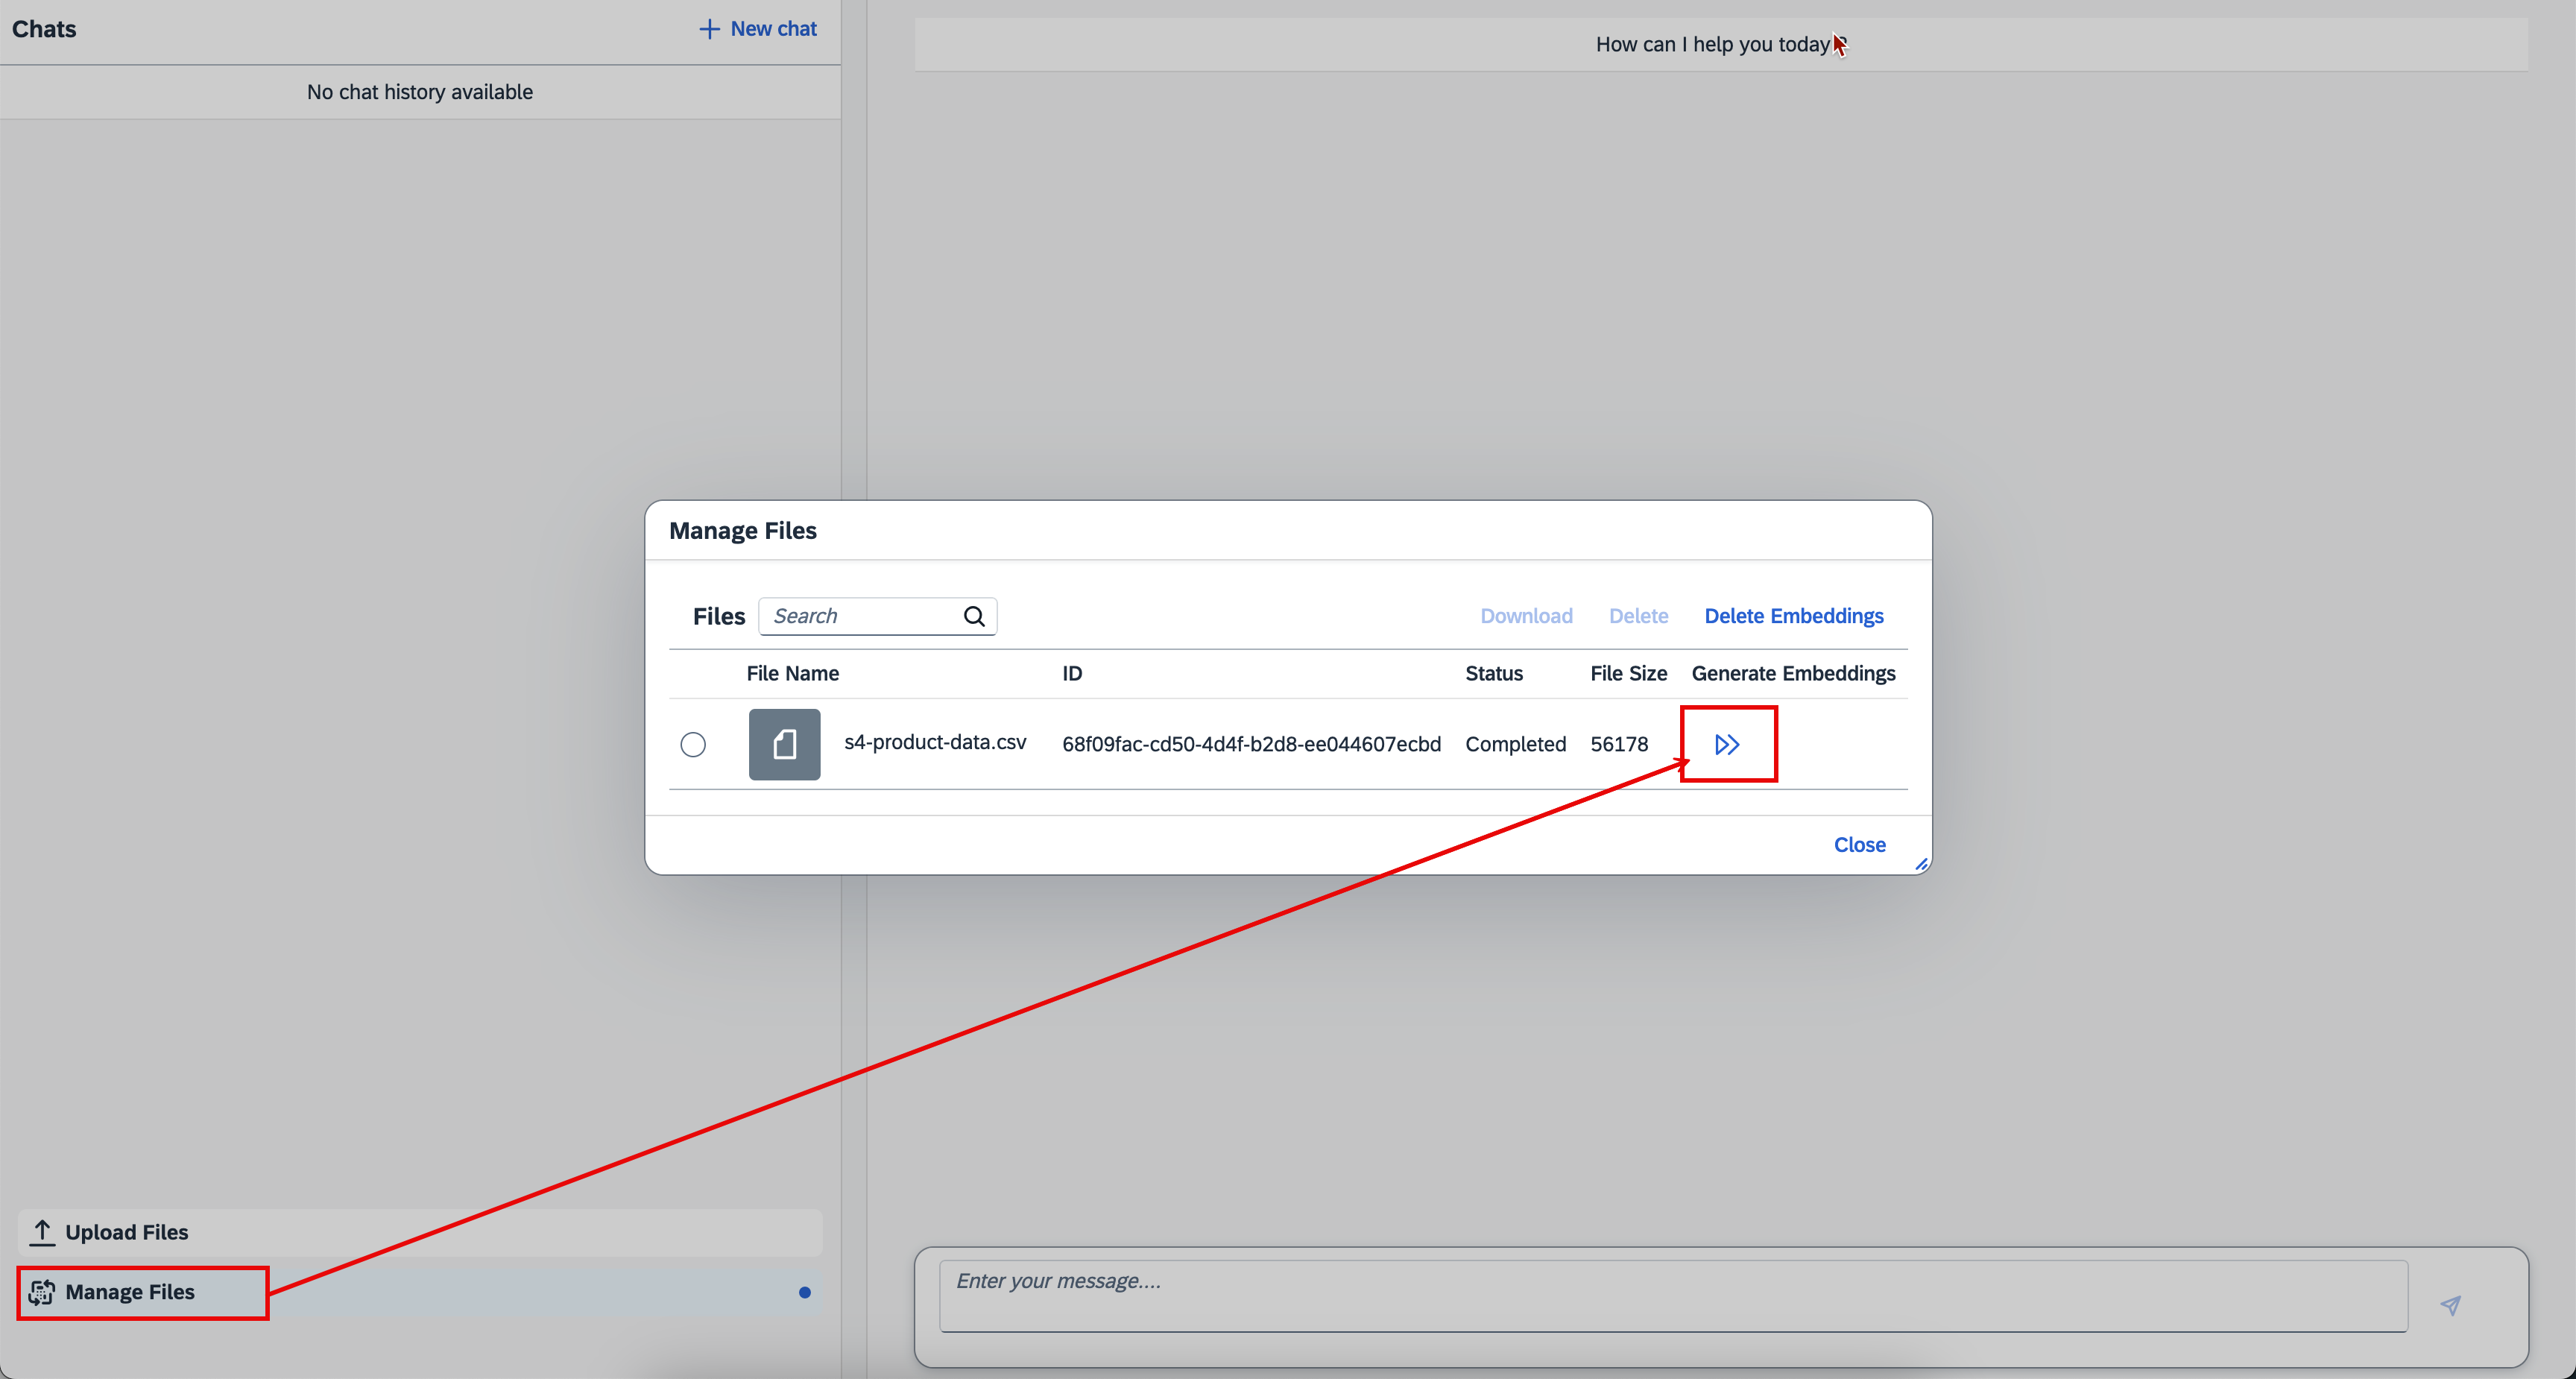 Chats
New chat
No chat history available
How can I help you today
Manage Files
Files Search Download Delete Delete Embeddings
File Name ID Status File Size Generate Embeddings
s4-product-data.csv 68f09fac-cd50-4d4f-b2d8-ee044607ecbd Completed 56178
Close
Upload Files
Manage Files
Enter your message....